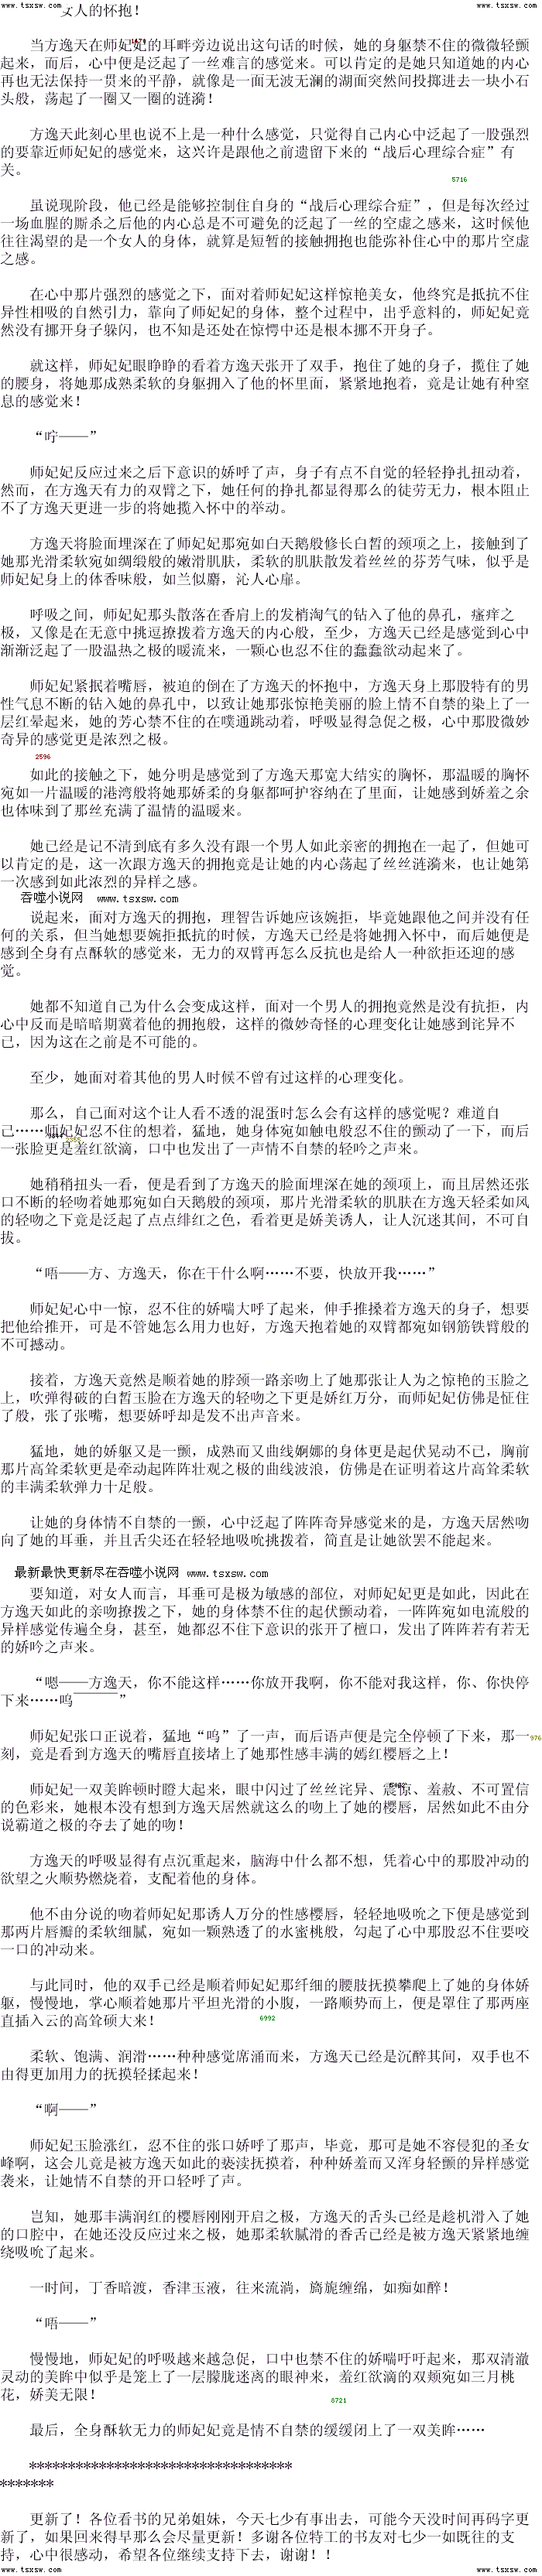 www.tsxsw.com www.tsxsw.com
女人的怀抱！
当方逸天在师妃妃的耳畔旁边说出这句话的时候，她的身躯禁不住的微微轻颤
起来，而后，心中便是泛起了一丝难言的感觉来。可以肯定的是她只知道她的内心
再也无法保持一贯来的平静，就像是一面无波无澜的湖面突然间投掷进去一块小石
头般，荡起了一圈又一圈的涟漪！
方逸天此刻心里也说不上是一种什么感觉，只觉得自己内心中泛起了一股强烈
的要靠近师妃妃的感觉来，这兴许是跟他之前遗留下来的“战后心理综合症”有
关。
5716
虽说现阶段，他已经是能够控制住自身的“战后心理综合症”，但是每次经过
一场血腥的厮杀之后他的内心总是不可避免的泛起了一丝的空虚之感来，这时候他
往往渴望的是一个女人的身体，就算是短暂的接触拥抱也能弥补住心中的那片空虚
之感。
在心中那片强烈的感觉之下，面对着师妃妃这样惊艳美女，他终究是抵抗不住
异性相吸的自然引力，靠向了师妃妃的身体，整个过程中，出乎意料的，师妃妃竟
然没有挪开身子躲闪，也不知是还处在惊愕中还是根本挪不开身子。
就这样，师妃妃眼睁睁的看着方逸天张开了双手，抱住了她的身子，揽住了她
的腰身，将她那成熟柔软的身躯拥入了他的怀里面，紧紧地抱着，竟是让她有种窒
息的感觉来！
“咛——”
师妃妃反应过来之后下意识的娇呼了声，身子有点不自觉的轻轻挣扎扭动着，
然而，在方逸天有力的双臂之下，她任何的挣扎都显得那么的徒劳无力，根本阻止
不了方逸天更进一步的将她揽入怀中的举动。
方逸天将脸面埋深在了师妃妃那宛如白天鹅般修长白皙的颈项之上，接触到了
她那光滑柔软宛如绸缎般的嫩滑肌肤，柔软的肌肤散发着丝丝的芬芳气味，似乎是
师妃妃身上的体香味般，如兰似麝，沁人心扉。
呼吸之间，师妃妃那头散落在香肩上的发梢淘气的钻入了他的鼻孔，瘙痒之
极，又像是在无意中挑逗撩拨着方逸天的内心般，至少，方逸天已经是感觉到心中
渐渐泛起了一股温热之极的暖流来，一颗心也忍不住的蠢蠢欲动起来了。
师妃妃紧抿着嘴唇，被迫的倒在了方逸天的怀抱中，方逸天身上那股特有的男
性气息不断的钻入她的鼻孔中，以致让她那张惊艳美丽的脸上情不自禁的染上了一
层红晕起来，她的芳心禁不住的在噗通跳动着，呼吸显得急促之极，心中那股微妙
奇异的感觉更是浓烈之极。
2596
如此的接触之下，她分明是感觉到了方逸天那宽大结实的胸怀，那温暖的胸怀
宛如一片温暖的港湾般将她那娇柔的身躯都呵护容纳在了里面，让她感到娇羞之余
也体味到了那丝充满了温情的温暖来。
她已经是记不清到底有多久没有跟一个男人如此亲密的拥抱在一起了，但她可
以肯定的是，这一次跟方逸天的拥抱竟是让她的内心荡起了丝丝涟漪来，也让她第
一次感到如此浓烈的异样之感。
吞噬小说网 www.tsxsw.com
说起来，面对方逸天的拥抱，理智告诉她应该婉拒，毕竟她跟他之间并没有任
何的关系，但当她想要婉拒抵抗的时候，方逸天已经是将她拥入怀中，而后她便是
感到全身有点酥软的感觉来，无力的双臂再怎么反抗也是给人一种欲拒还迎的感
觉。
她都不知道自己为什么会变成这样，面对一个男人的拥抱竟然是没有抗拒，内
心中反而是暗暗期冀着他的拥抱般，这样的微妙奇怪的心理变化让她感到诧异不
已，因为这在之前是不可能的。
至少，她面对着其他的男人时候不曾有过这样的心理变化。
那么，自己面对这个让人看不透的混蛋时怎么会有这样的感觉呢？难道自
己……师妃妃忍不住的想着，猛地，她身体宛如触电般忍不住的颤动了一下，而后
一张脸更是羞红欲滴，口中也发出了一声情不自禁的轻吟之声来。
她稍稍扭头一看，便是看到了方逸天的脸面埋深在她的颈项上，而且居然还张
口不断的轻吻着她那宛如白天鹅般的颈项，那片光滑柔软的肌肤在方逸天轻柔如风
的轻吻之下竟是泛起了点点绯红之色，看着更是娇美诱人，让人沉迷其间，不可自
拔。
“唔——方、方逸天，你在干什么啊……不要，快放开我……”
师妃妃心中一惊，忍不住的娇喘大呼了起来，伸手推搡着方逸天的身子，想要
把他给推开，可是不管她怎么用力也好，方逸天抱着她的双臂都宛如钢筋铁臂般的
不可撼动。
接着，方逸天竟然是顺着她的脖颈一路亲吻上了她那张让人为之惊艳的玉脸之
上，吹弹得破的白皙玉脸在方逸天的轻吻之下更是娇红万分，而师妃妃仿佛是怔住
了般，张了张嘴，想要娇呼却是发不出声音来。
猛地，她的娇躯又是一颤，成熟而又曲线婀娜的身体更是起伏晃动不已，胸前
那片高耸柔软更是牵动起阵阵壮观之极的曲线波浪，仿佛是在证明着这片高耸柔软
的丰满柔软弹力十足般。
让她的身体情不自禁的一颤，心中泛起了阵阵奇异感觉来的是，方逸天居然吻
向了她的耳垂，并且舌尖还在轻轻地吸吮挑拨着，简直是让她欲罢不能起来。
最新最快更新尽在吞噬小说网 www.tsxsw.com
要知道，对女人而言，耳垂可是极为敏感的部位，对师妃妃更是如此，因此在
方逸天如此的亲吻撩拨之下，她的身体禁不住的起伏颤动着，一阵阵宛如电流般的
异样感觉传遍全身，甚至，她都忍不住下意识的张开了檀口，发出了阵阵若有若无
的娇吟之声来。
“嗯——方逸天，你不能这样……你放开我啊，你不能对我这样，你、你快停
下来……呜￣￣￣”
师妃妃张口正说着，猛地“呜”了一声，而后语声便是完全停顿了下来，那一
976
刻，竟是看到方逸天的嘴唇直接堵上了她那性感丰满的嫣红樱唇之上！
师妃妃一双美眸顿时瞪大起来，眼中闪过了丝丝诧异、震惊、羞赦、不可置信
的色彩来，她根本没有想到方逸天居然就这么的吻上了她的樱唇，居然如此不由分
说霸道之极的夺去了她的吻！
方逸天的呼吸显得有点沉重起来，脑海中什么都不想，凭着心中的那股冲动的
欲望之火顺势燃烧着，支配着他的身体。
他不由分说的吻着师妃妃那诱人万分的性感樱唇，轻轻地吸吮之下便是感觉到
那两片唇瓣的柔软细腻，宛如一颗熟透了的水蜜桃般，勾起了心中那股忍不住要咬
一口的冲动来。
与此同时，他的双手已经是顺着师妃妃那纤细的腰肢抚摸攀爬上了她的身体娇
躯，慢慢地，掌心顺着她那片平坦光滑的小腹，一路顺势而上，便是罩住了那两座
直插入云的高耸硕大来！
6992
柔软、饱满、润滑……种种感觉席涌而来，方逸天已经是沉醉其间，双手也不
由得更加用力的抚摸轻揉起来！
“啊——”
师妃妃玉脸涨红，忍不住的张口娇呼了那声，毕竟，那可是她不容侵犯的圣女
峰啊，这会儿竟是被方逸天如此的亵渎抚摸着，种种娇羞而又浑身轻颤的异样感觉
袭来，让她情不自禁的开口轻呼了声。
岂知，她那丰满润红的樱唇刚刚开启之极，方逸天的舌头已经是趁机滑入了她
的口腔中，在她还没反应过来之极，她那柔软腻滑的香舌已经是被方逸天紧紧地缠
绕吸吮了起来。
一时间，丁香暗渡，香津玉液，往来流淌，旖旎缠绵，如痴如醉！
“唔——”
慢慢地，师妃妃的呼吸越来越急促，口中也禁不住的娇喘吁吁起来，那双清澈
灵动的美眸中似乎是笼上了一层朦胧迷离的眼神来，羞红欲滴的双颊宛如三月桃
花，娇美无限！
8721
最后，全身酥软无力的师妃妃竟是情不自禁的缓缓闭上了一双美眸……
**********************************
*******
更新了！各位看书的兄弟姐妹，今天七少有事出去，可能今天没时间再码字更
新了，如果回来得早那么会尽量更新！多谢各位特工的书友对七少一如既往的支
持，心中很感动，希望各位继续支持下去，谢谢！！
www.tsxsw.com www.tsxsw.com